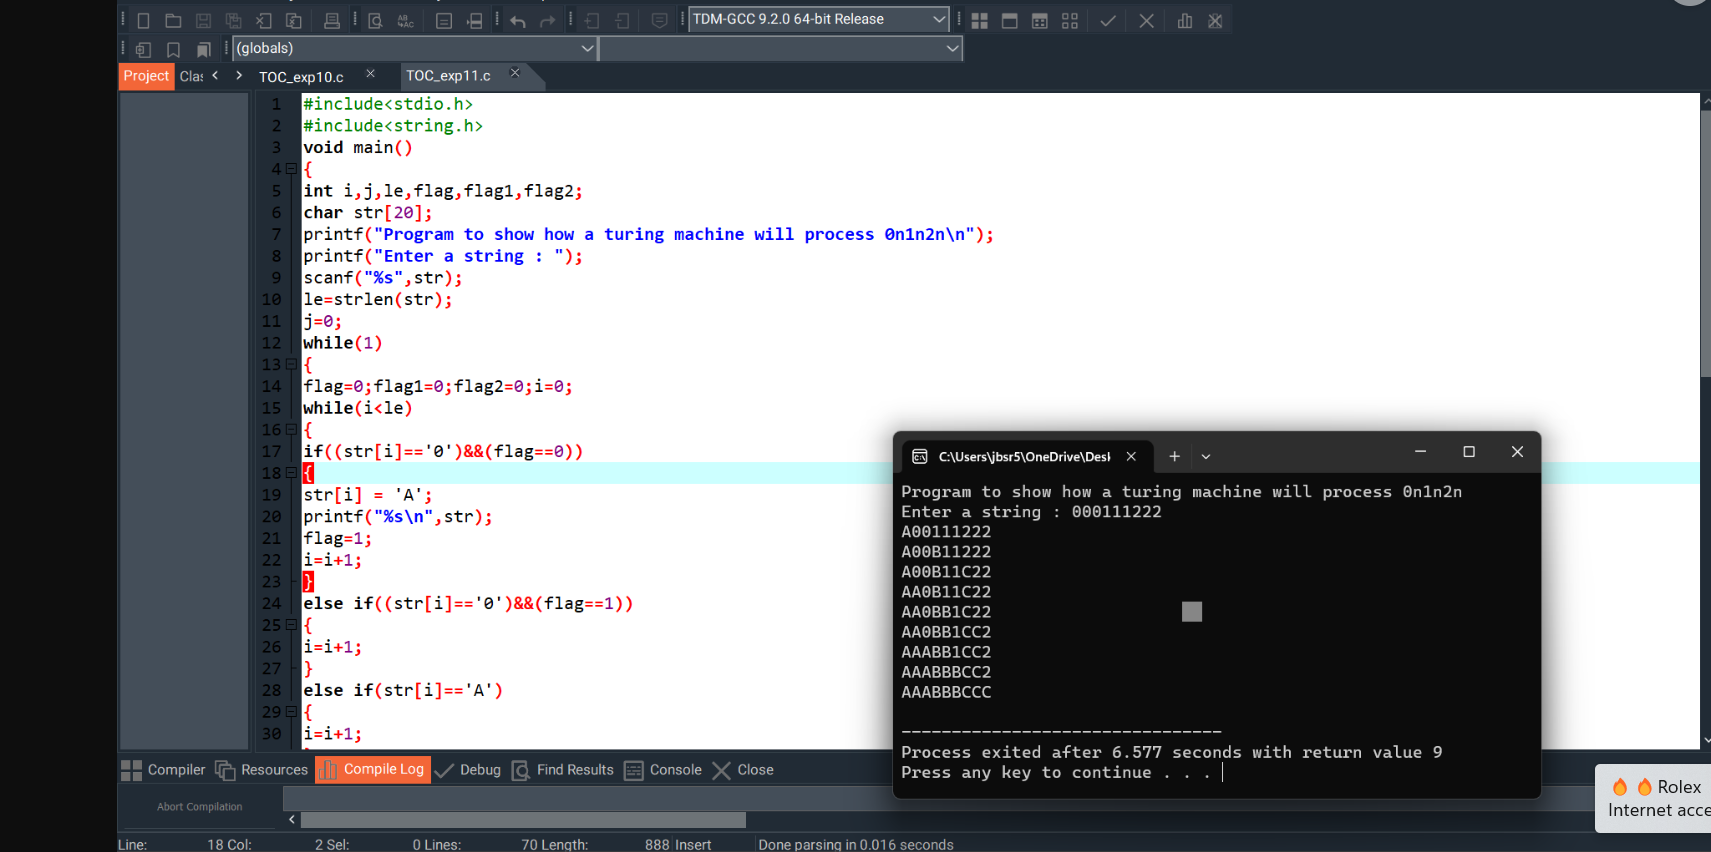 TDM-GCC 9.2.0 64-bit Release
(globals)
Project Clas TOC_exp10.c TOC_exp11.c
1 #include<stdio.h>
2 #include<string.h>
3 void main()
4 {
5 int i,j,le,flag,flag1,flag2;
6 char str[20];
7 printf("Program to show how a turing machine will process 0n1n2n\n");
8 printf("Enter a string : ");
9 scanf("%s",str);
10 le=strlen(str);
11 j=0;
12 while(1)
13 {
14 flag=0;flag1=0;flag2=0;i=0;
15 while(i<le)
16 {
17 if((str[i]=='0')&&(flag==0))
18 {
19 str[i] = 'A';
20 printf("%s\n",str);
21 flag=1;
22 i=i+1;
23 }
24 else if((str[i]=='0')&&(flag==1))
25 {
26 i=i+1;
27 }
28 else if(str[i]=='A')
29 {
30 i=i+1;
C:\Users\jbsr5\OneDrive\Desk
Program to show how a turing machine will process 0n1n2n
Enter a string : 000111222
A00111222
A00B11222
A00B11C22
AA0B11C22
AA0BB1C22
AA0BB1CC2
AAABB1CC2
AAABBBCC2
AAABBBCCC
--------------------------------
Process exited after 6.577 seconds with return value 9
Press any key to continue . . .
Compiler Resources Compile Log Debug Find Results Console Close
Abort Compilation
🔥 🔥 Rolex
Internet acce
Line: 18 Col: 2 Sel: 0 Lines: 70 Length: 888 Insert Done parsing in 0.016 seconds